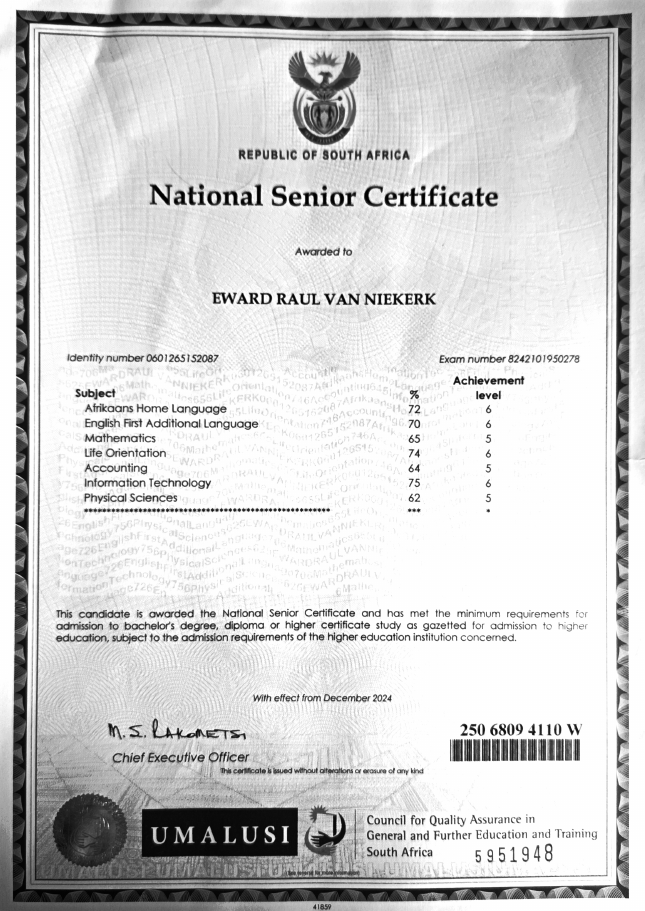 REPUBLIC OF SOUTH AFRICA
National Senior Certificate
Awarded to
EWARD RAUL VAN NIEKERK
Identity number 0601265152087 Exam number 8242101950278
Subject % Achievement level
Afrikaans Home Language 72 6
English First Additional Language 70 6
Mathematics 65 5
Life Orientation 74 6
Accounting 64 5
Information Technology 75 6
Physical Sciences 62 5
This candidate is awarded the National Senior Certificate and has met the minimum requirements for
admission to bachelor's degree, diploma or higher certificate study as gazetted for admission to higher
education, subject to the admission requirements of the higher education institution concerned.
With effect from December 2024
M.S. RAKOMETSI
Chief Executive Officer
250 6809 4110 W
This certificate is issued without alterations or erasure of any kind
UMALUSI
Council for Quality Assurance in
General and Further Education and Training
South Africa 5951948
See reverse for more information
41859